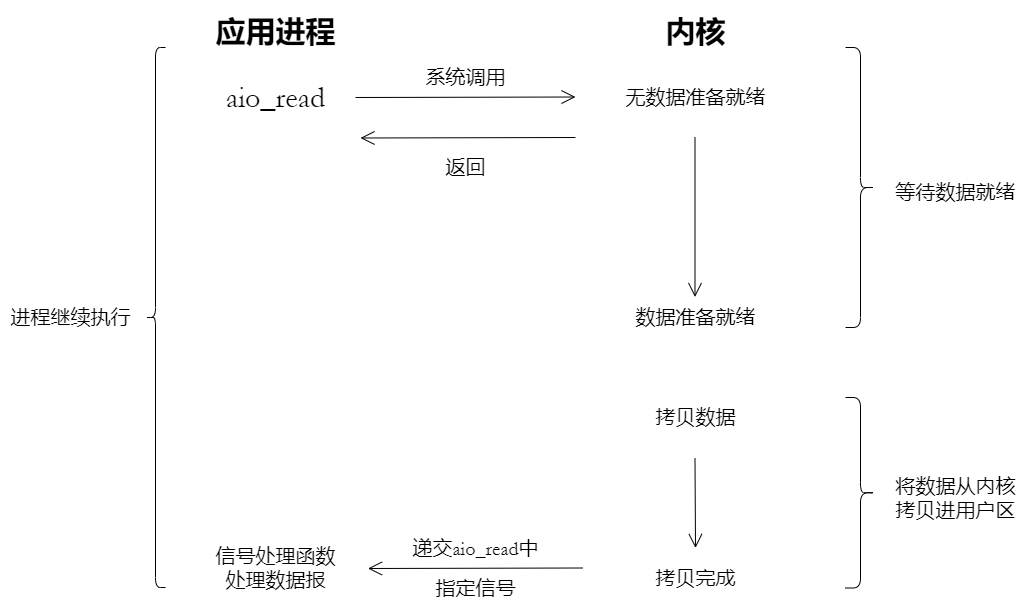 应用进程
内核
aio_read
系统调用
无数据准备就绪
返回
等待数据就绪
进程继续执行
数据准备就绪
拷贝数据
将数据从内核
拷贝进用户区
信号处理函数
处理数据报
递交aio_read中
指定信号
拷贝完成